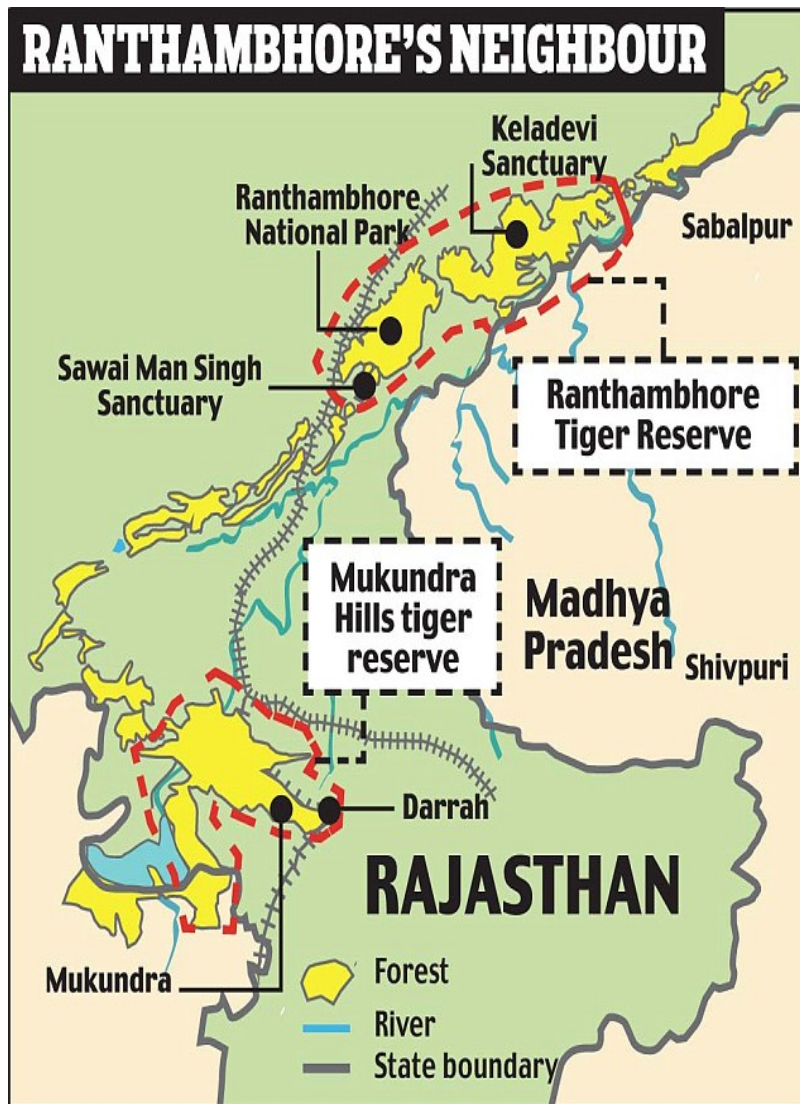 RANTHAMBHORE'S NEIGHBOUR
Keladevi
Sanctuary
Ranthambhore
National Park
Sabalpur
Sawai Man Singh
Sanctuary
Ranthambhore
Tiger Reserve
Mukundra
Hills tiger
reserve
Madhya
Pradesh
Shivpuri
Darrah
RAJASTHAN
Mukundra
Forest
River
State boundary